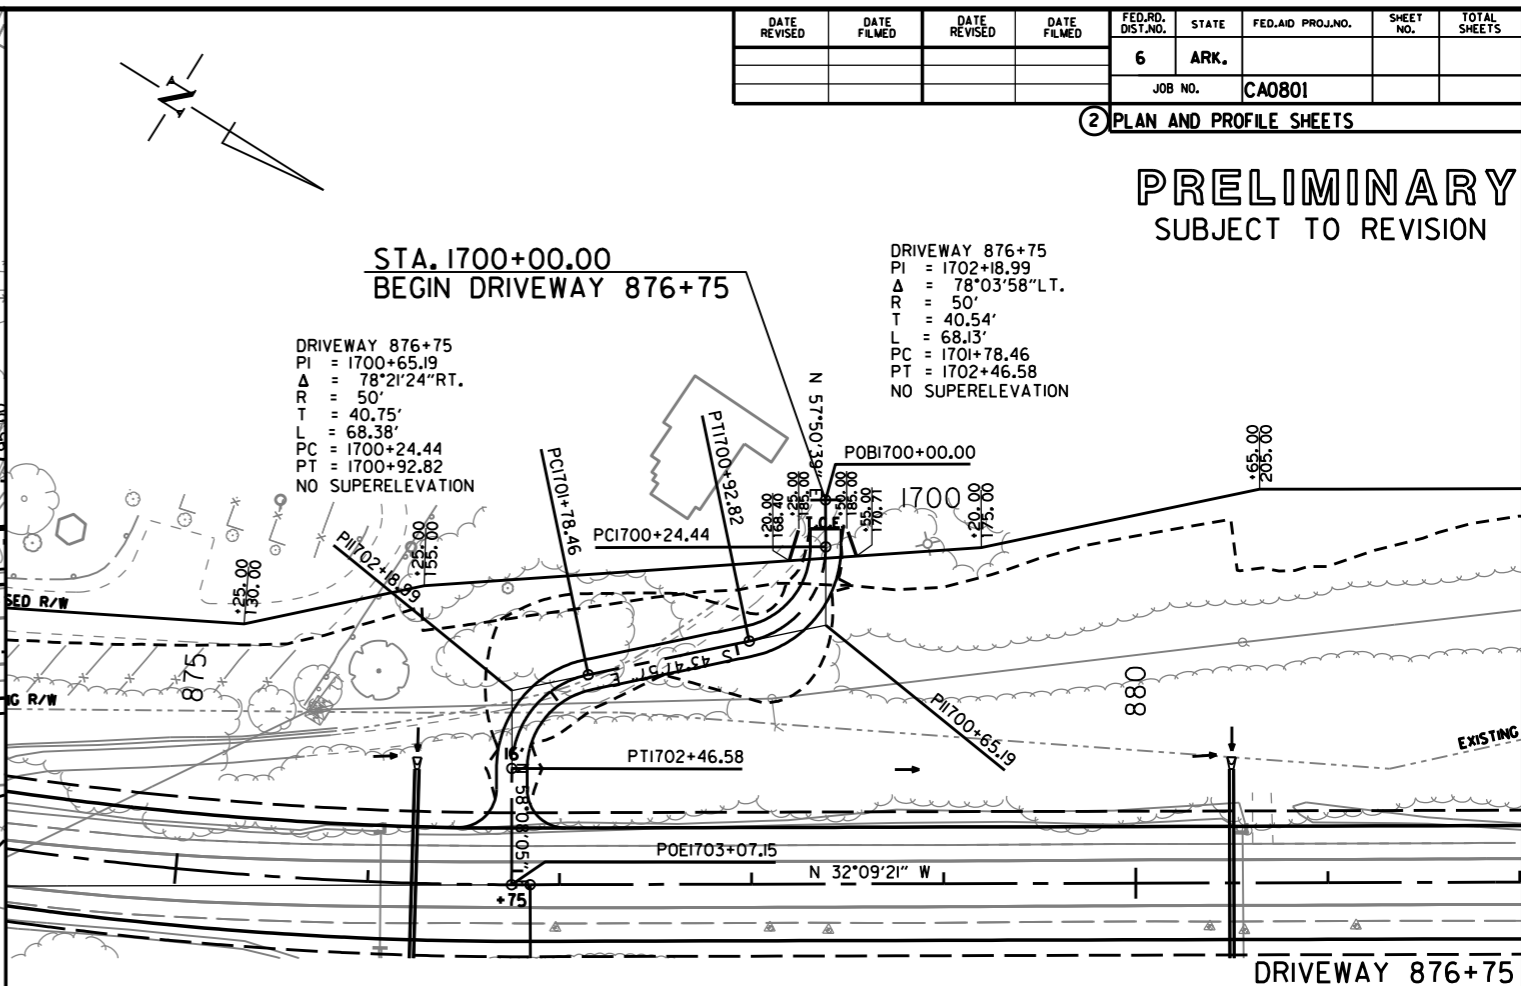 DATE REVISED
DATE FILMED
DATE REVISED
DATE FILMED
FED.RD. DIST.NO.
STATE
FED.AID PROJ.NO.
SHEET NO.
TOTAL SHEETS
6
ARK.
JOB NO.
CA0801
2
PLAN AND PROFILE SHEETS
PRELIMINARY
SUBJECT TO REVISION
N
STA. 1700+00.00
BEGIN DRIVEWAY 876+75
DRIVEWAY 876+75
PI = 1702+18.99
Δ = 78°03'58"LT.
R = 50'
T = 40.54'
L = 68.13'
PC = 1701+78.46
PT = 1702+46.58
NO SUPERELEVATION
DRIVEWAY 876+75
PI = 1700+65.19
Δ = 78°21'24"RT.
R = 50'
T = 40.75'
L = 68.38'
PC = 1700+24.44
PT = 1700+92.82
NO SUPERELEVATION
N 57°50'39" E
POB1700+00.00
1700
PT1700+92.82
PC1701+78.46
PC1700+24.44
PI1702+18.99
+20.00
168.40
+25.00
185.00
T.C.E.
+50.00
185.00
+55.00
170.71
+20.00
175.00
+65.00
205.00
+25.00
155.00
+25.00
130.00
SED R/W
NG R/W
875
S 43°47'57" E
880
PI1700+65.19
EXISTING
16'
PT1702+46.58
58°08'05"
POE1703+07.15
N 32°09'21" W
+75
DRIVEWAY 876+75